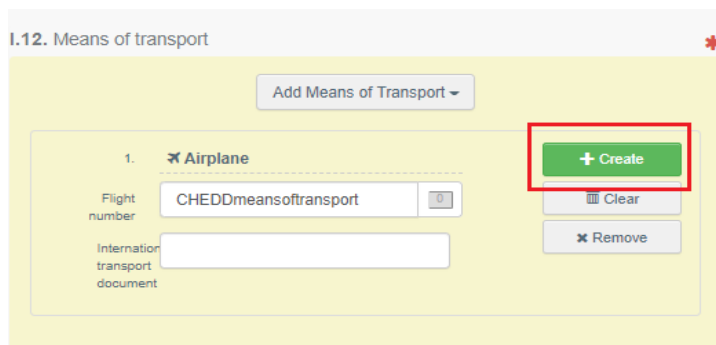 I.12. Means of transport
*
Add Means of Transport
1. Airplane
+ Create
Flight number
CHEDDmeansoftransport
0
Clear
Internation transport document
× Remove